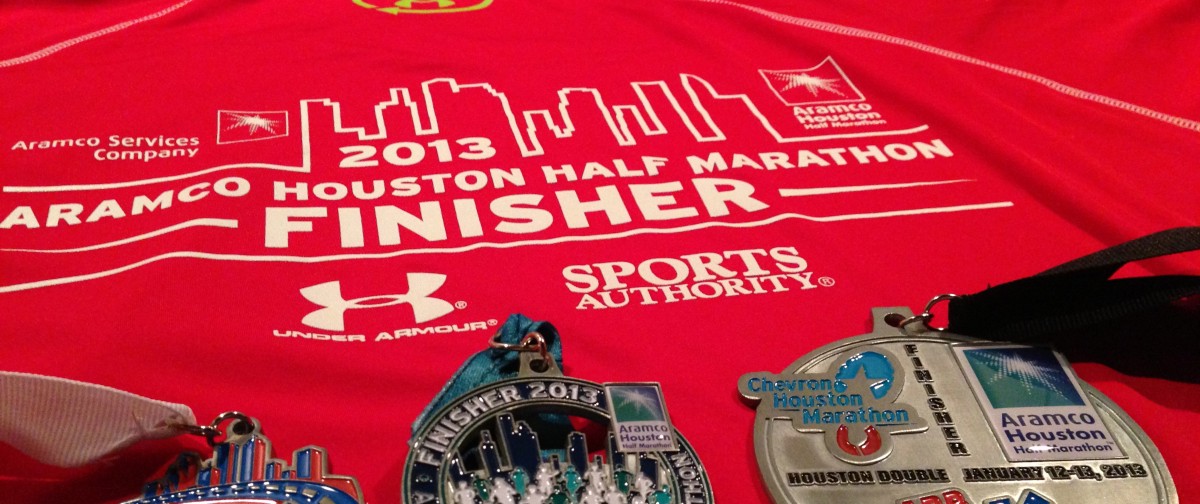 Aramco Services
Company
2013
Aramco
Houston
Half Marathon
ARAMCO HOUSTON HALF MARATHON
FINISHER
UNDER ARMOUR®
SPORTS
AUTHORITY®
FINISHER 2013
Aramco
Houston
Half Marathon
Chevron
Houston
Marathon
FINISHER
Aramco
Houston™
Half Marathon
HOUSTON DOUBLE JANUARY 12-13, 2013